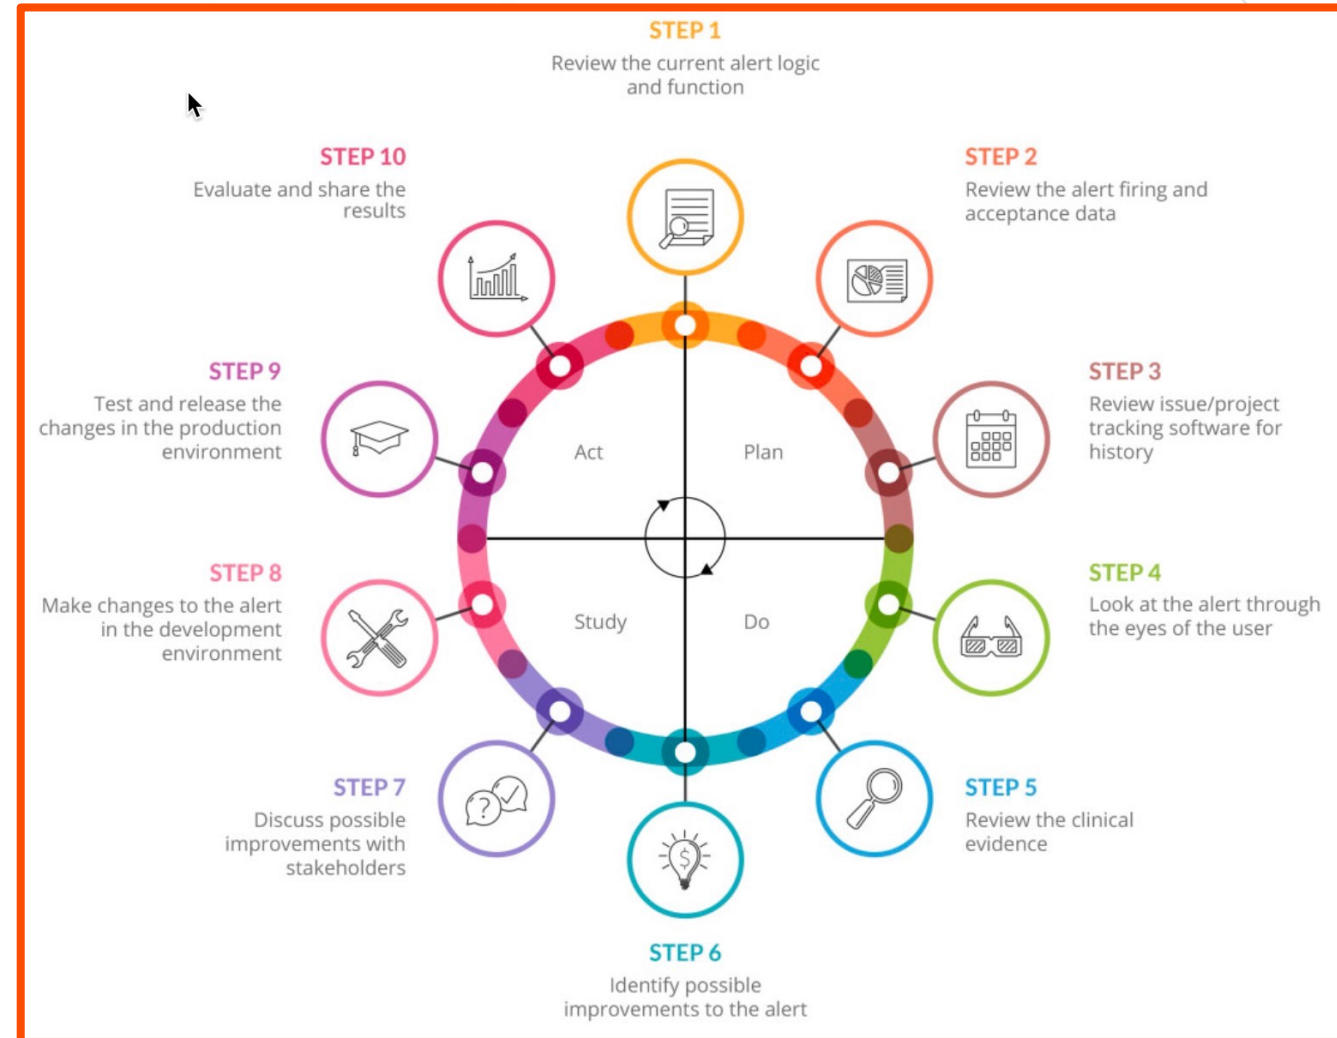 STEP 1
Review the current alert logic
and function
STEP 2
Review the alert firing and
acceptance data
STEP 3
Review issue/project
tracking software for
history
STEP 4
Look at the alert through
the eyes of the user
STEP 5
Review the clinical
evidence
STEP 6
Identify possible
improvements to the alert
STEP 7
Discuss possible
improvements with
stakeholders
STEP 8
Make changes to the alert
in the development
environment
STEP 9
Test and release the
changes in the production
environment
STEP 10
Evaluate and share the
results
Act
Plan
Study
Do
?
$